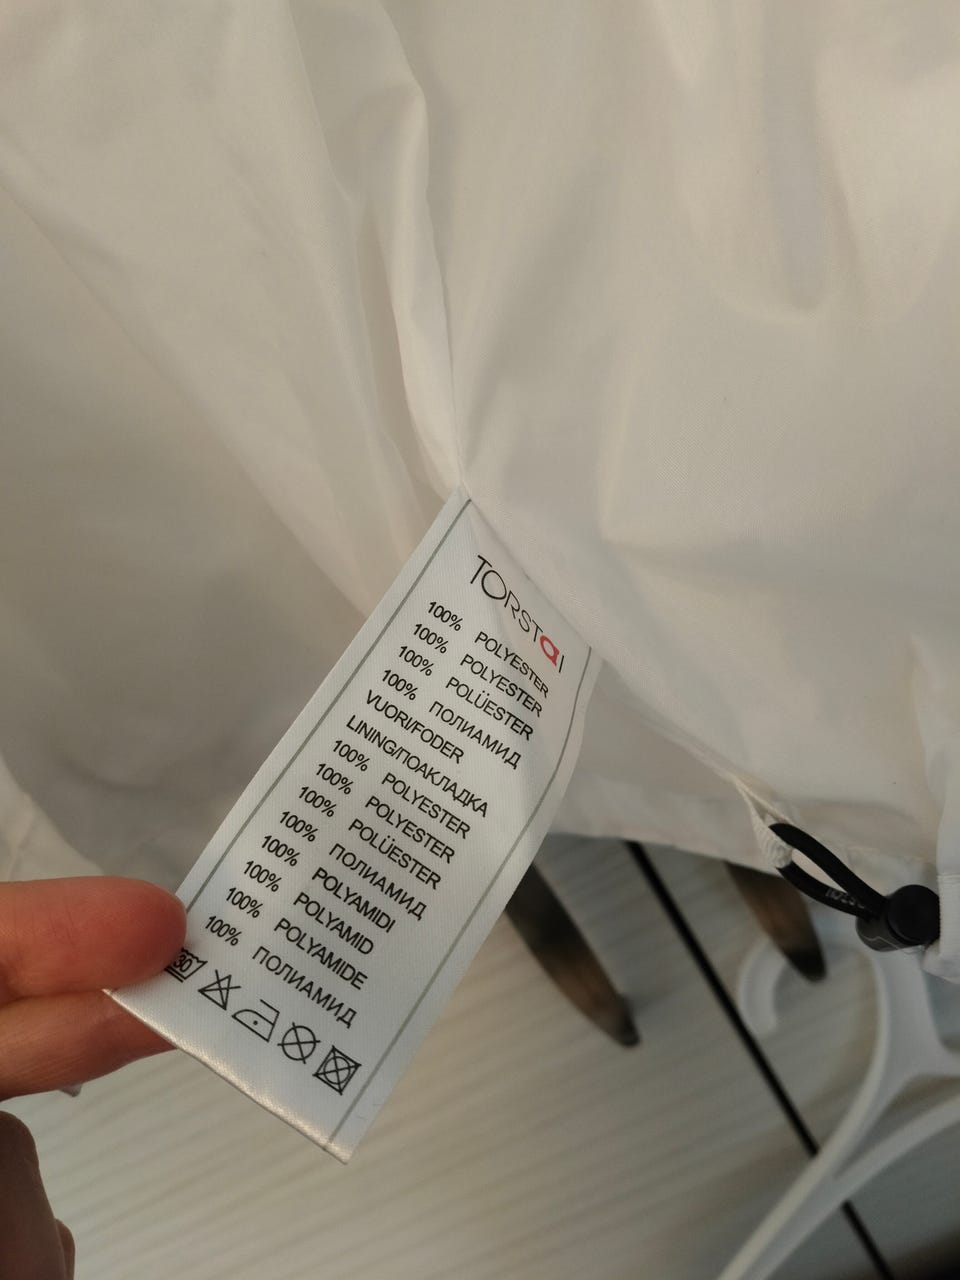 TORSTAI
100% POLYESTER
100% POLYESTER
100% POLÜESTER
100% ПОЛИАМИД
VUORI/FODER
LINING/ПОАКЛАДКА
100% POLYESTER
100% POLYESTER
100% POLÜESTER
100% ПОЛИАМИД
100% POLYAMIDI
100% POLYAMID
100% POLYAMIDE
100% ПОЛИАМИД
30